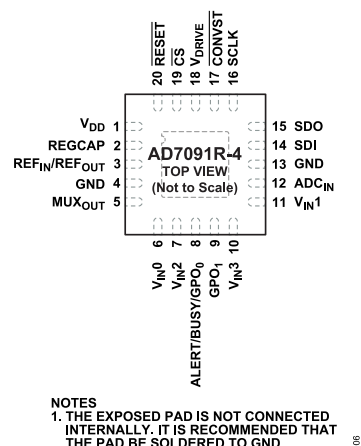 20 RESET
19 CS
18 VDRIVE
17 CONVST
16 SCLK
VDD 1
REGCAP 2
REFIN/REFOUT 3
GND 4
MUXOUT 5
AD7091R-4
TOP VIEW
(Not to Scale)
15 SDO
14 SDI
13 GND
12 ADCIN
11 VIN1
6 VIN0
7 VIN2
8 ALERT/BUSY/GPO0
9 GPO1
10 VIN3
NOTES
1. THE EXPOSED PAD IS NOT CONNECTED
INTERNALLY. IT IS RECOMMENDED THAT
THE PAD BE SOLDERED TO GND
06